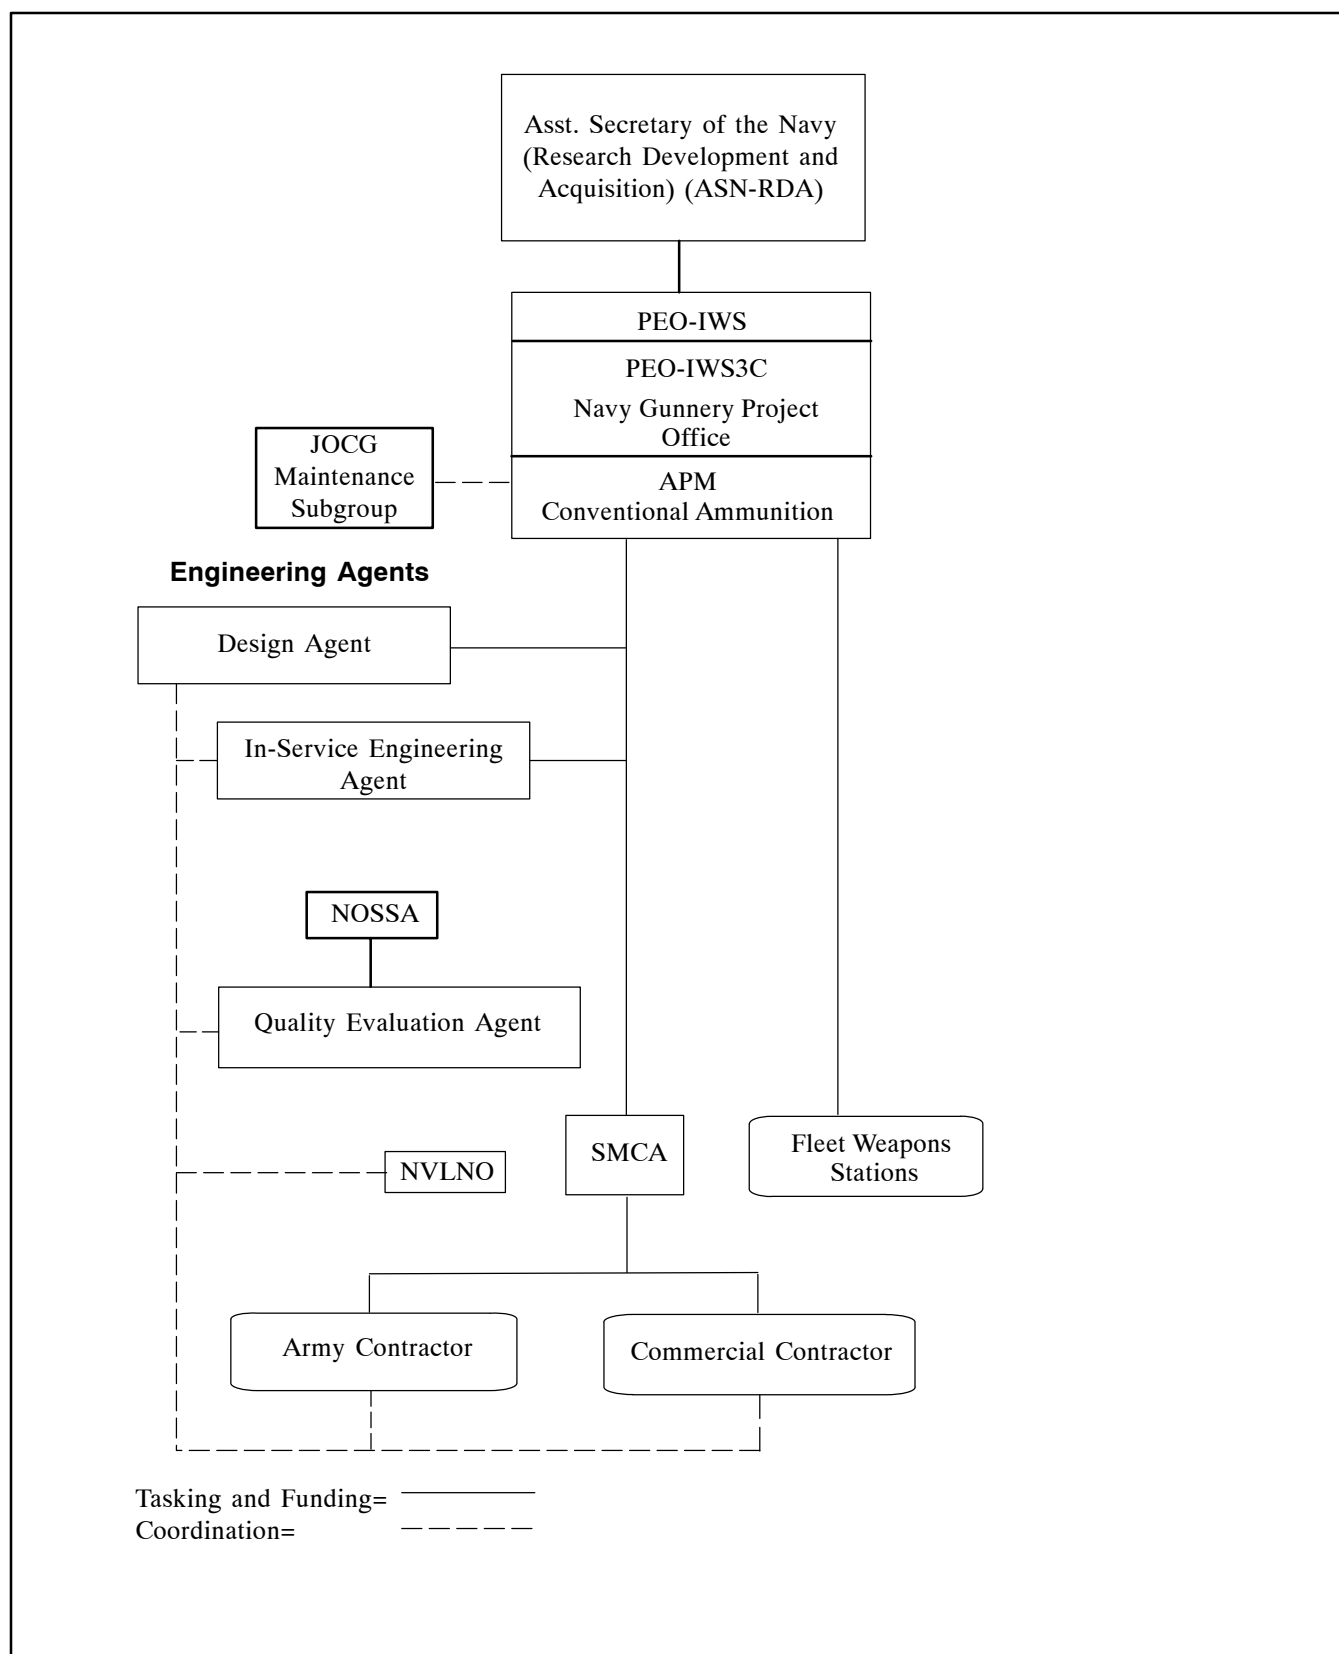 Asst. Secretary of the Navy
(Research Development and
Acquisition) (ASN-RDA)
PEO-IWS
PEO-IWS3C
Navy Gunnery Project
Office
JOCG
Maintenance
Subgroup
APM
Conventional Ammunition
Engineering Agents
Design Agent
In-Service Engineering
Agent
NOSSA
Quality Evaluation Agent
NVLNO
SMCA
Fleet Weapons
Stations
Army Contractor
Commercial Contractor
Tasking and Funding=
Coordination=